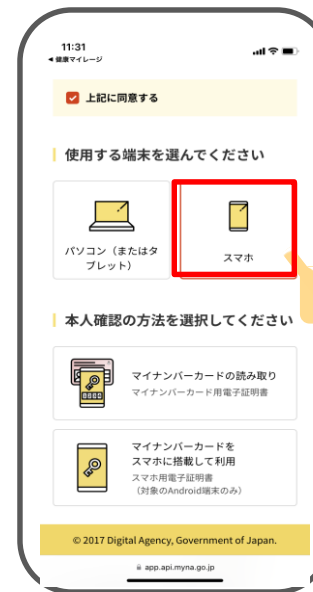 11:31
◀ 健康マイレージ
上記に同意する
使用する端末を選んでください
パソコン（またはタ
ブレット）
スマホ
本人確認の方法を選択してください
マイナンバーカードの読み取り
マイナンバーカード用電子証明書
マイナンバーカードを
スマホに搭載して利用
スマホ用電子証明書
（対象のAndroid端末のみ）
© 2017 Digital Agency, Government of Japan.
app.api.myna.go.jp